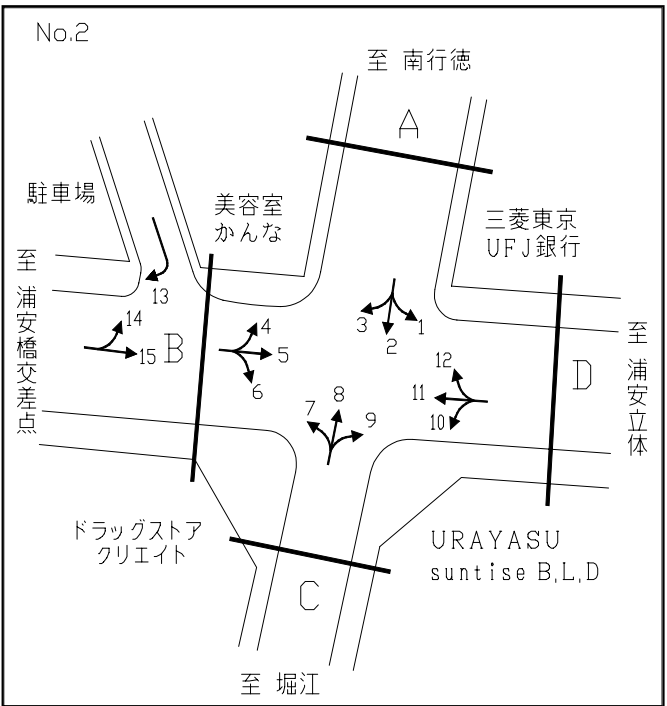 No.2
至 南行徳
A
駐車場
美容室
かんな
三菱東京
UFJ銀行
至 浦安橋交差点
13
14
15
B
4
5
6
3
2
1
12
11
10
D
至 浦安立体
7
8
9
ドラッグストア
クリエイト
URAYASU
suntise B,L,D
C
至 堀江